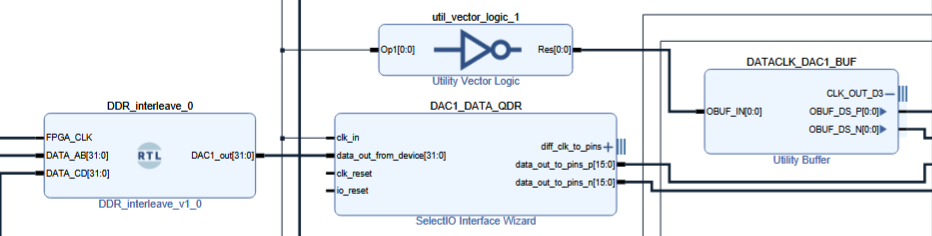 util_vector_logic_1
Op1[0:0]
Res[0:0]
Utility Vector Logic
DATACLK_DAC1_BUF
CLK_OUT_D3
OBUF_IN[0:0]
OBUF_DS_P[0:0]
OBUF_DS_N[0:0]
Utility Buffer
DDR_interleave_0
FPGA_CLK
DATA_AB[31:0]
DATA_CD[31:0]
RTL
DAC1_out[31:0]
DDR_interleave_v1_0
DAC1_DATA_QDR
clk_in
data_out_from_device[31:0]
clk_reset
io_reset
diff_clk_to_pins
data_out_to_pins_p[15:0]
data_out_to_pins_n[15:0]
SelectIO Interface Wizard